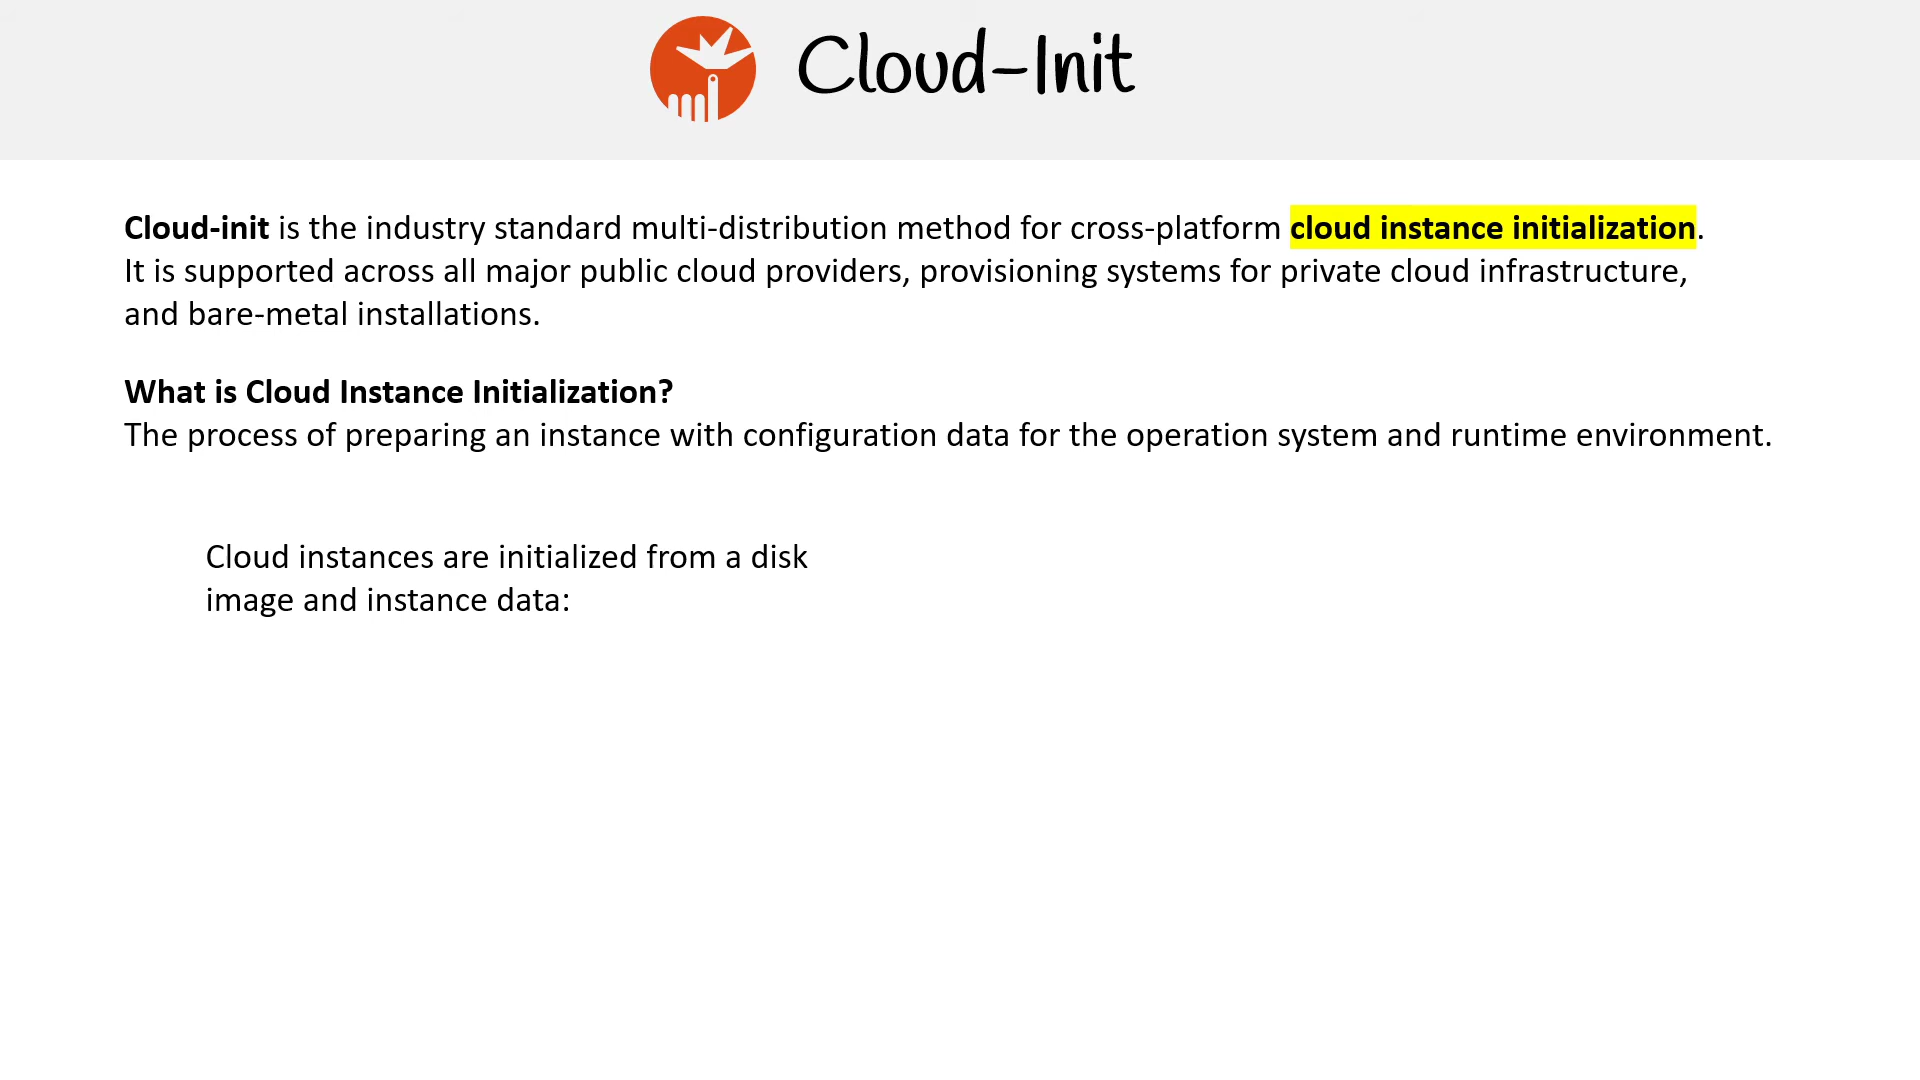 Cloud-Init
Cloud-init is the industry standard multi-distribution method for cross-platform cloud instance initialization.
It is supported across all major public cloud providers, provisioning systems for private cloud infrastructure,
and bare-metal installations.
What is Cloud Instance Initialization?
The process of preparing an instance with configuration data for the operation system and runtime environment.
Cloud instances are initialized from a disk
image and instance data: